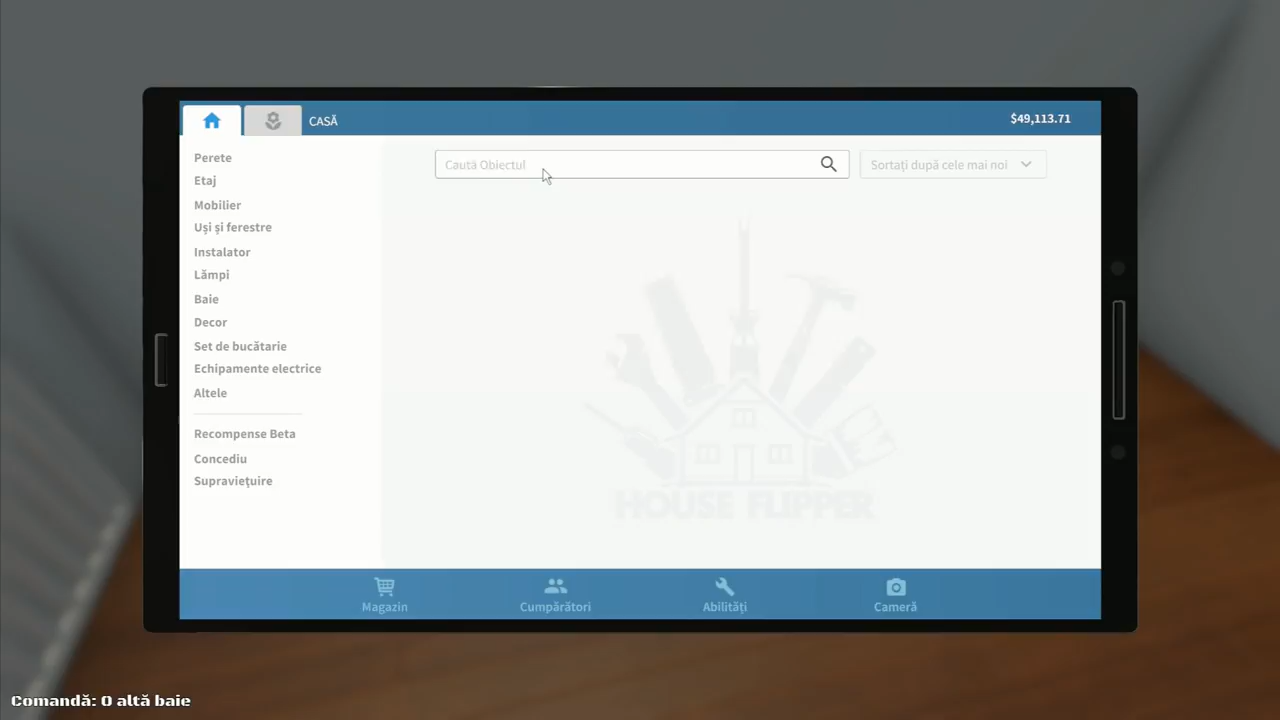 CASĂ
$49,113.71
Perete
Etaj
Mobilier
Uși și ferestre
Instalator
Lămpi
Baie
Decor
Set de bucătarie
Echipamente electrice
Altele
Recompense Beta
Concediu
Supraviețuire
Caută Obiectul
Sortați după cele mai noi
HOUSE FLIPPER
Magazin
Cumpărători
Abilități
Cameră
Comandă: O altă baie